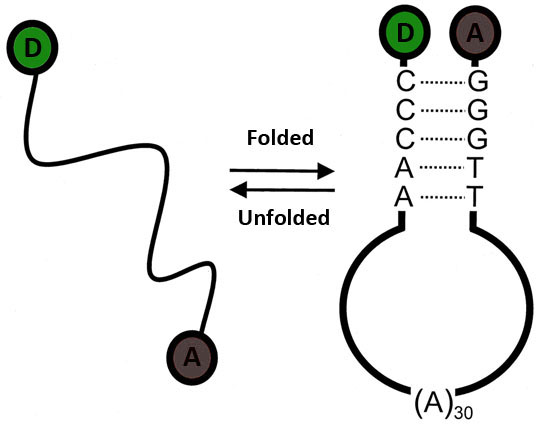 D
A
Folded
Unfolded
D A
C G
C G
C G
A T
A T
(A)30